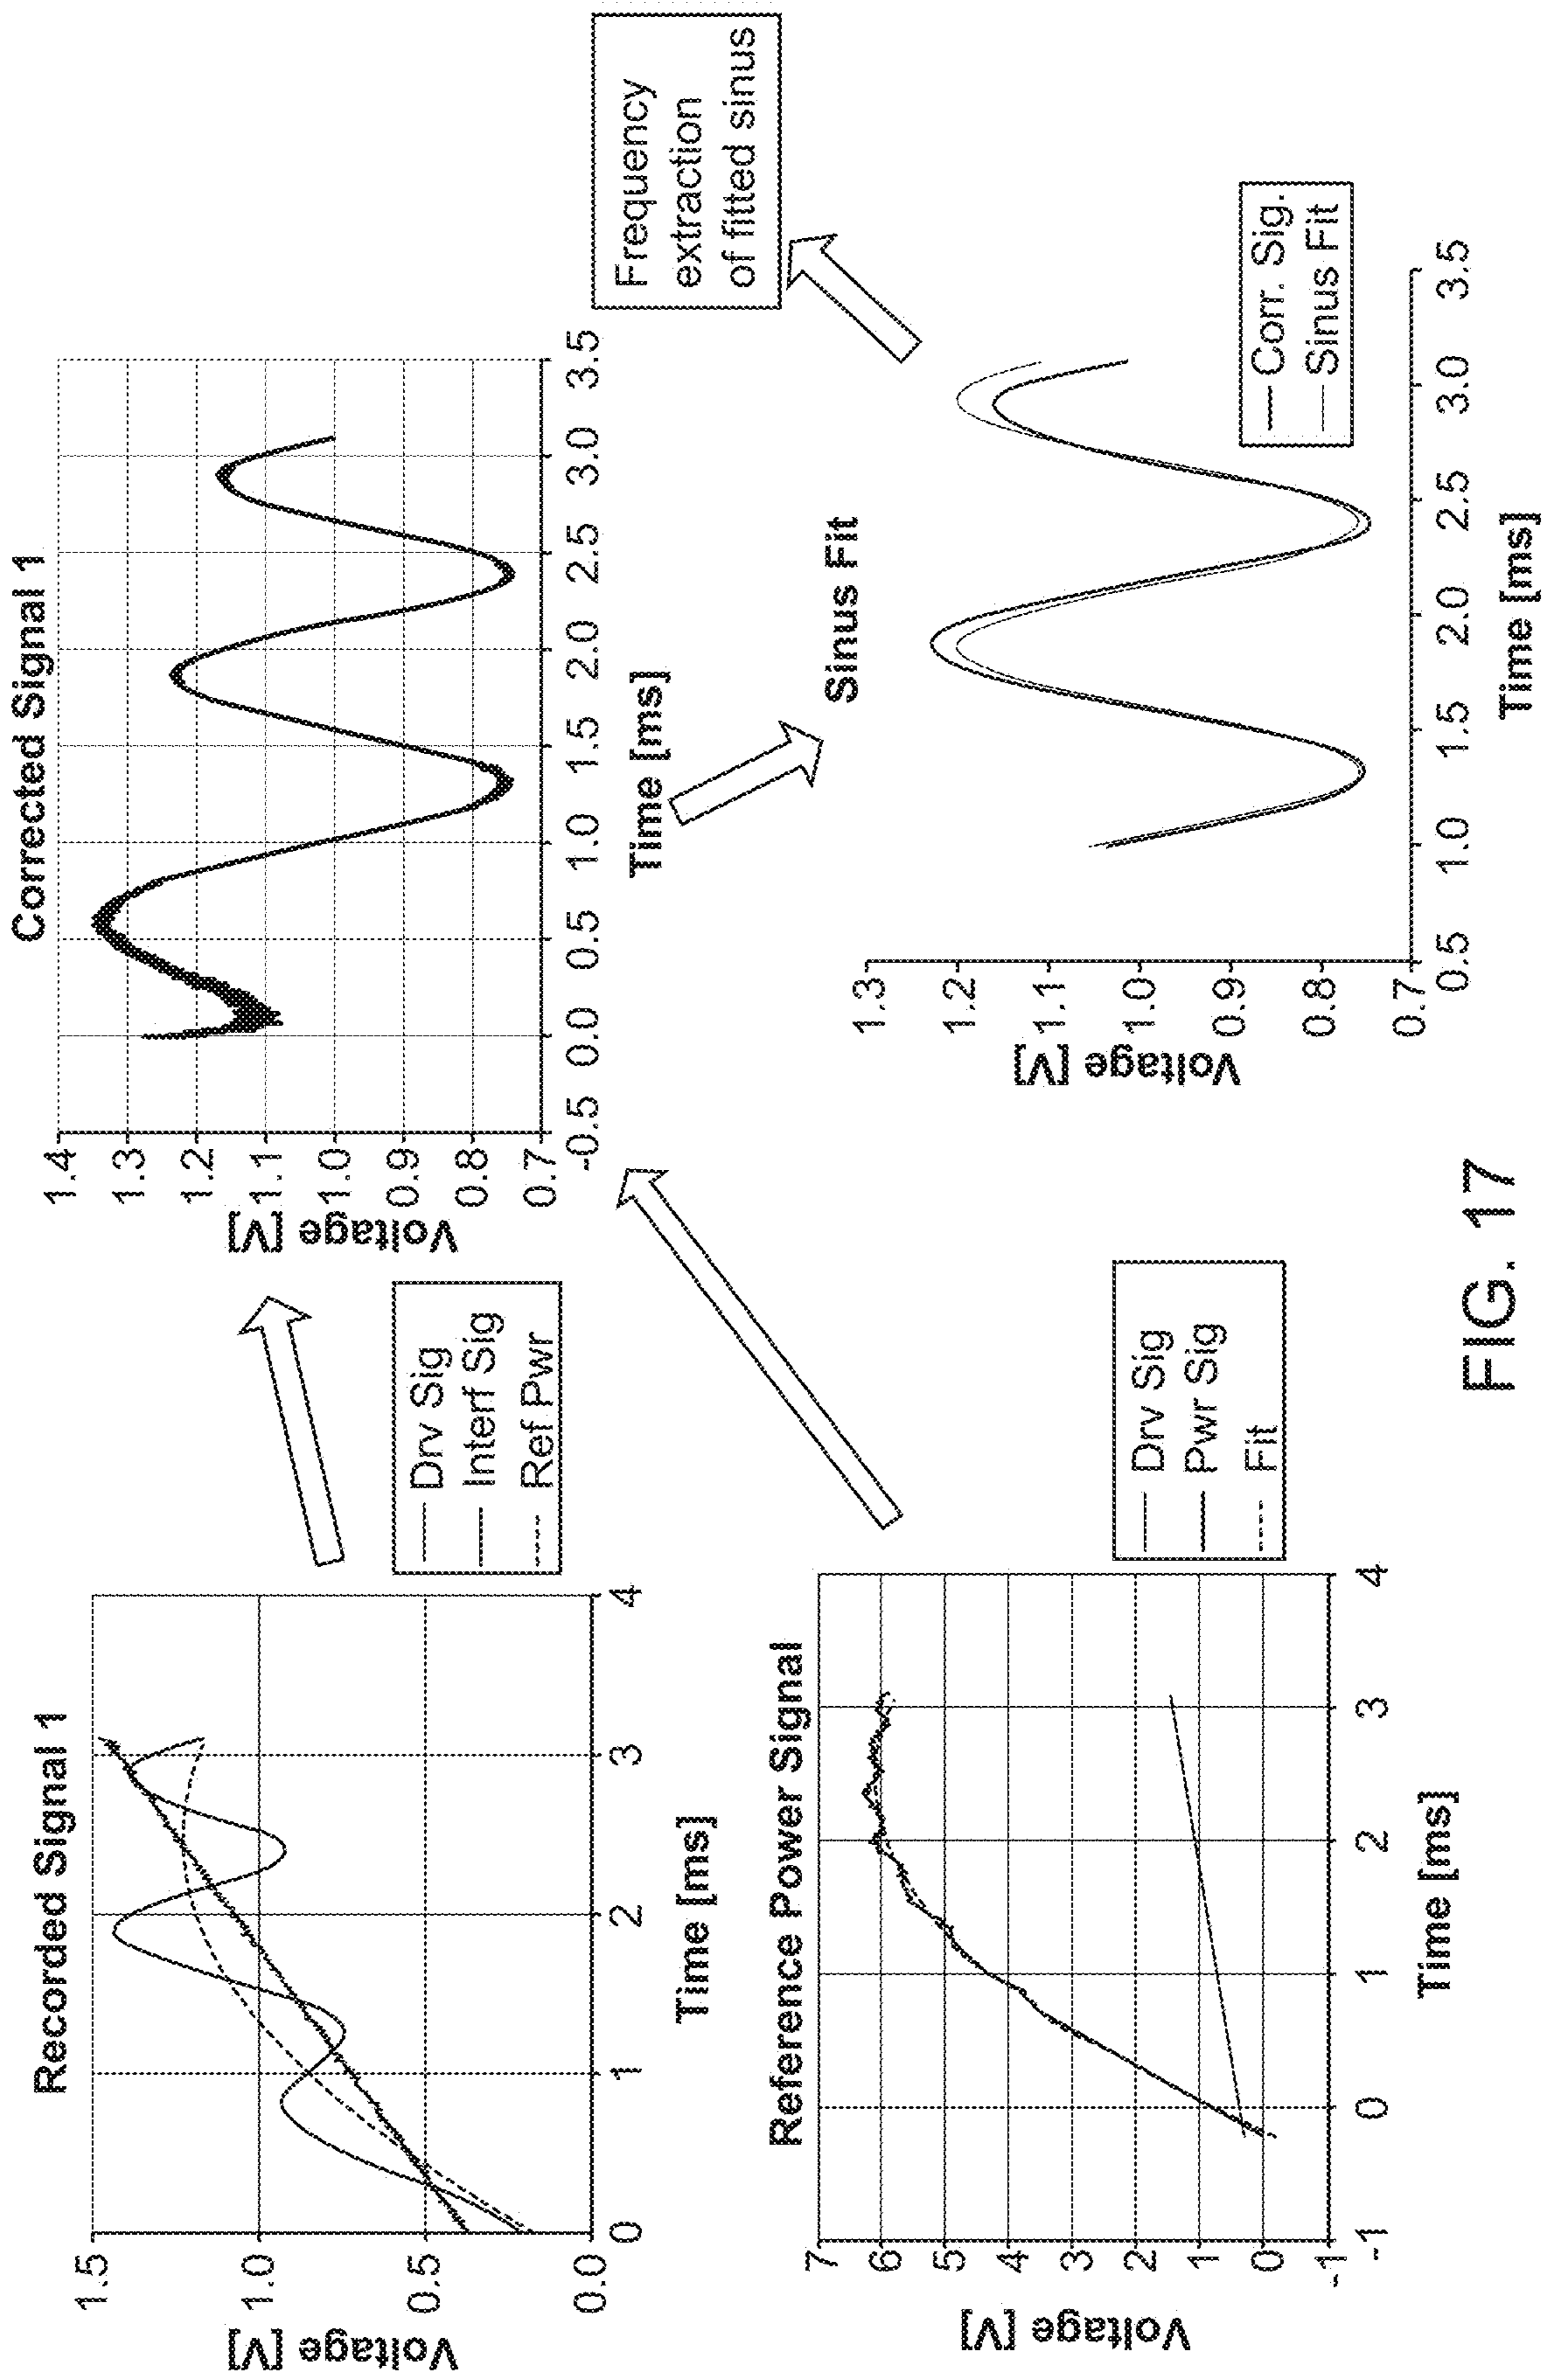 Recorded Signal 1
Voltage [V]
1.5
1.0
0.5
0.0
0 1 2 3 4
Time [ms]
Drv Sig
Interf Sig
Ref Pwr
Corrected Signal 1
Voltage [V]
1.4
1.3
1.2
1.1
1.0
0.9
0.8
0.7
-0.5 0.0 0.5 1.0 1.5 2.0 2.5 3.0 3.5
Time [ms]
Reference Power Signal
Voltage [V]
7
6
5
4
3
2
1
0
-1
-1 0 1 2 3 4
Time [ms]
Drv Sig
Pwr Sig
Fit
Sinus Fit
Voltage [V]
1.3
1.2
1.1
1.0
0.9
0.8
0.7
0.5 1.0 1.5 2.0 2.5 3.0 3.5
Time [ms]
Corr. Sig.
Sinus Fit
Frequency
extraction
of fitted sinus
FIG. 17